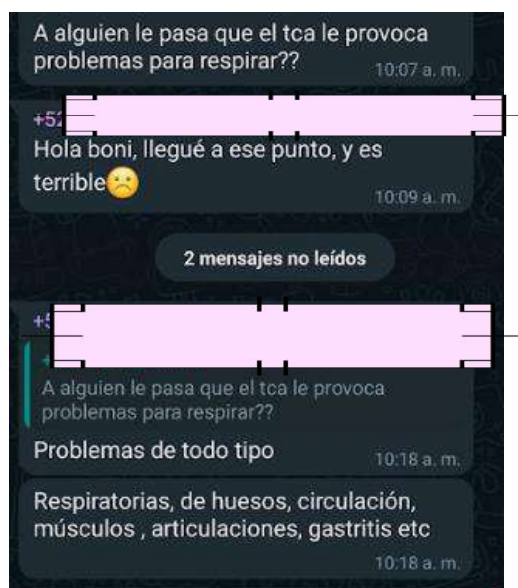 A alguien le pasa que el tca le provoca
problemas para respirar??
10:07 a. m.
+52
Hola boni, llegué a ese punto, y es
terrible☹️
10:09 a. m.
2 mensajes no leídos
A alguien le pasa que el tca le provoca
problemas para respirar??
Problemas de todo tipo
10:18 a. m.
Respiratorias, de huesos, circulación,
músculos , articulaciones, gastritis etc
10:18 a. m.